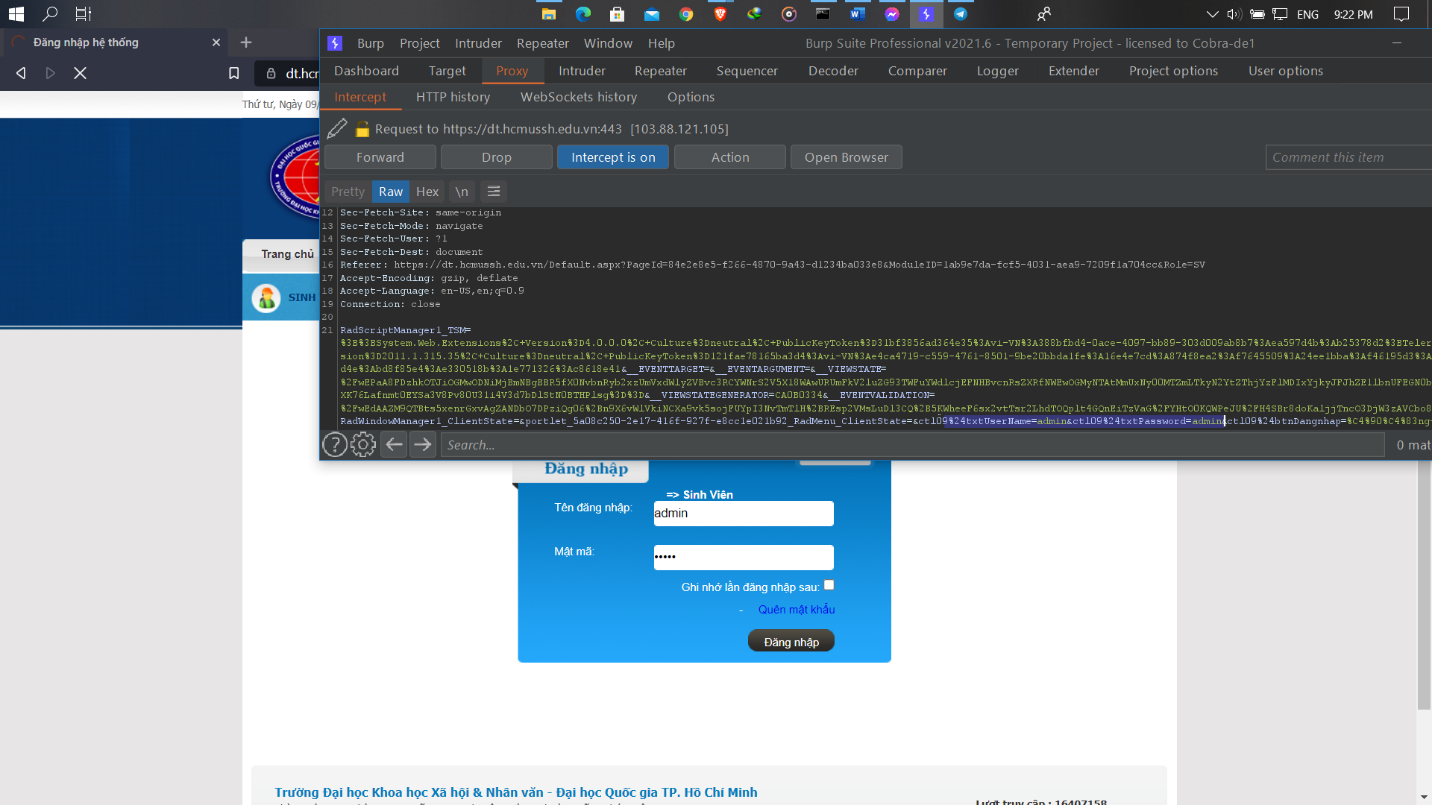 ENG 9:22 PM
Đăng nhập hệ thống
Burp Project Intruder Repeater Window Help Burp Suite Professional v2021.6 - Temporary Project - licensed to Cobra-de1
Dashboard Target Proxy Intruder Repeater Sequencer Decoder Comparer Logger Extender Project options User options
dt.hcm
Intercept HTTP history WebSockets history Options
Thứ tư, Ngày 09/
Request to https://dt.hcmussh.edu.vn:443 [103.88.121.105]
Forward Drop Intercept is on Action Open Browser Comment this item
Pretty Raw Hex \n
12 Sec-Fetch-Site: same-origin
13 Sec-Fetch-Mode: navigate
14 Sec-Fetch-User: ?1
15 Sec-Fetch-Dest: document
16 Referer: https://dt.hcmussh.edu.vn/Default.aspx?PageId=84e2e8e5-f266-4870-9a43-d1234ba033e8&ModuleID=1ab9e7da-fcf5-4031-aea9-7209f1a704cc&Role=SV
17 Accept-Encoding: gzip, deflate
18 Accept-Language: en-US,en;q=0.9
19 Connection: close
20
21 RadScriptManager1_TSM=
%3B%3BSystem.Web.Extensions%2C+Version%3D4.0.0.0%2C+Culture%3Dneutral%2C+PublicKeyToken%3D31bf3856ad364e35%3Avi-VN%3A388bfbd4-0ace-4097-bb89-303d009ab8b7%3Aea597d4b%3Ab25378d2%3BTeler
sion%3D2011.1.315.35%2C+Culture%3Dneutral%2C+PublicKeyToken%3D121fae78165ba3d4%3Avi-VN%3Ae4ca4719-c559-4761-8501-9be20bbda1fe%3A16e4e7cd%3A874f8ea2%3Af7645509%3A24ee1bba%3Af46195d3%3A
d4e%3Abd8f85e4%3Ae330518b%3A1e771326%3Ac8618e41&__EVENTTARGET=&__EVENTARGUMENT=&__VIEWSTATE=
&__VIEWSTATEGENERATOR=CA0B0334&__EVENTVALIDATION=
RadWindowManager1_ClientState=&portlet_5a08c250-2e17-416f-927f-e8cc1e021b92_RadMenu_ClientState=&ctl09%24txtUserName=admin&ctl09%24txtPassword=admin&ctl09%24btnDangnhap=%C4%90%C4%83ng
Search... 0 mat
Trang chủ
SINH
Đăng nhập
=> Sinh Viên
Tên đăng nhập: admin
Mật mã: •••••
Ghi nhớ lần đăng nhập sau:
- Quên mật khẩu
Đăng nhập
Trường Đại học Khoa học Xã hội & Nhân văn - Đại học Quốc gia TP. Hồ Chí Minh
Lượt truy cập : 16407158